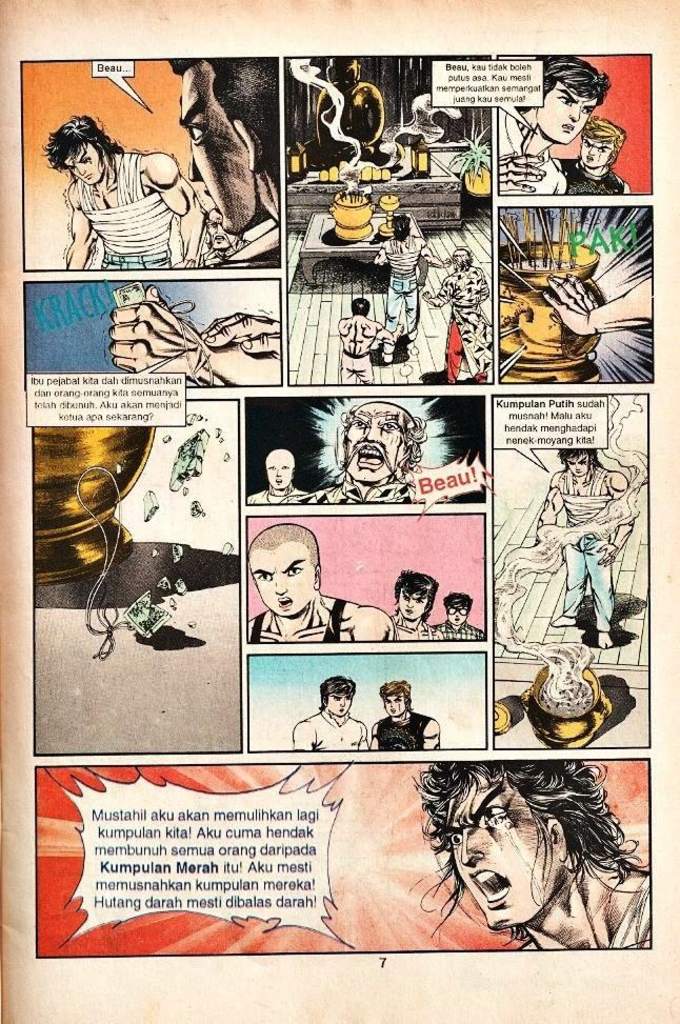 Beau...
Beau, kau tidak boleh
putus asa. Kau mesti
memperkuatkan semangat
juang kau semula!
PAK!
KRACK!
Ibu pejabat kita dah dimusnahkan
dan orang-orang kita semuanya
telah dibunuh. Aku akan menjadi
ketua apa sekarang?
Beau!
Kumpulan Putih sudah
musnah! Malu aku
hendak menghadapi
nenek-moyang kita!
Mustahil aku akan memulihkan lagi
kumpulan kita! Aku cuma hendak
membunuh semua orang daripada
Kumpulan Merah itu! Aku mesti
memusnahkan kumpulan mereka!
Hutang darah mesti dibalas darah!
7